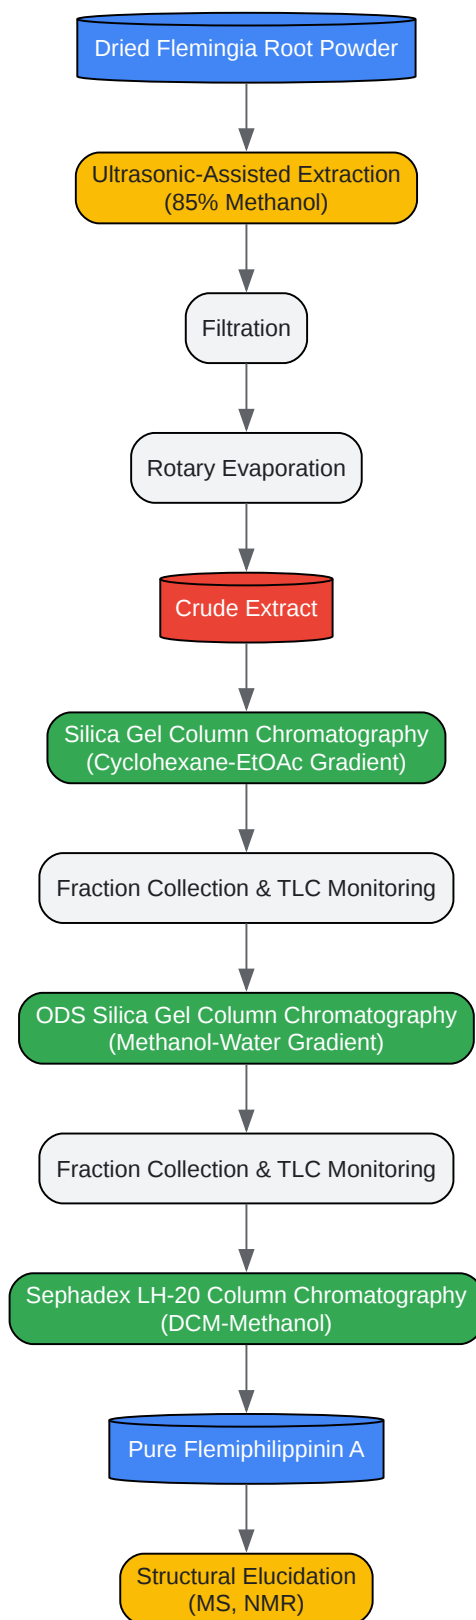 Dried Flemingia Root Powder
Ultrasonic-Assisted Extraction
(85% Methanol)
Filtration
Rotary Evaporation
Crude Extract
Silica Gel Column Chromatography
(Cyclohexane-EtOAc Gradient)
Fraction Collection & TLC Monitoring
ODS Silica Gel Column Chromatography
(Methanol-Water Gradient)
Fraction Collection & TLC Monitoring
Sephadex LH-20 Column Chromatography
(DCM-Methanol)
Pure Flemiphilippinin A
Structural Elucidation
(MS, NMR)